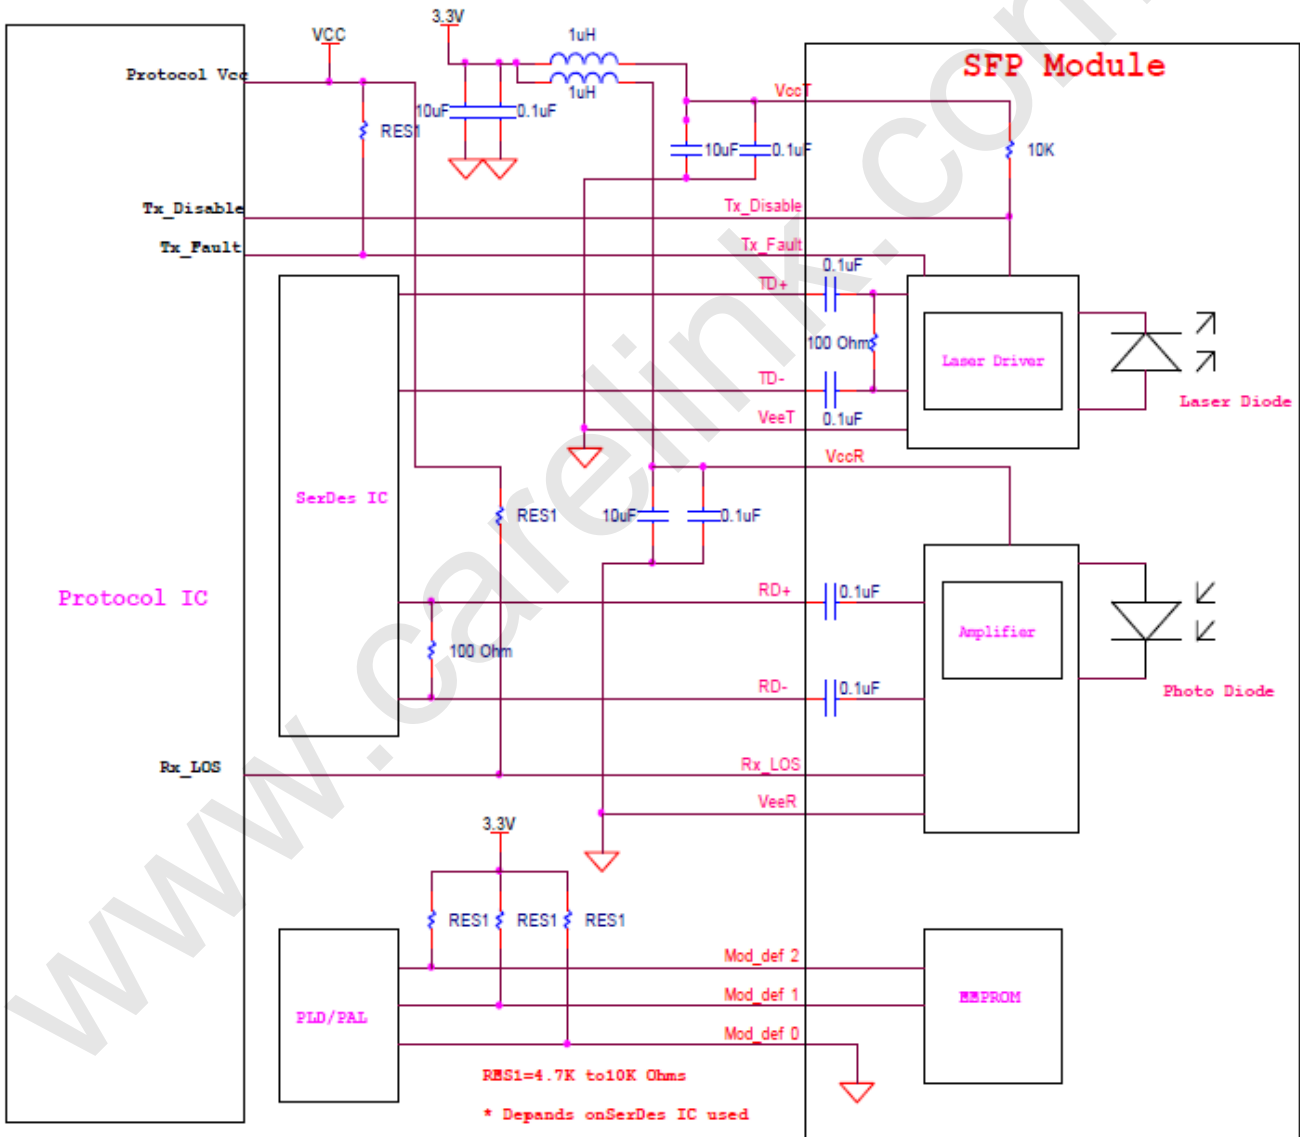 3.3V
VCC
1uH
SFP Module
Protocol Vcc
1uH
VccT
10uF
0.1uF
RES1
10uF
0.1uF
10K
Tx_Disable
Tx_Disable
Tx_Fault
Tx_Fault
0.1uF
TD+
100 Ohm
Laser Driver
TD-
Laser Diode
VeeT
0.1uF
VccR
SerDes IC
RES1
10uF
0.1uF
Protocol IC
RD+
0.1uF
Amplifier
100 Ohm
RD-
0.1uF
Photo Diode
Rx_LOS
Rx_LOS
VeeR
3.3V
RES1
RES1
RES1
Mod_def 2
Mod_def 1
EEPROM
PLD/PAL
Mod_def 0
RES1=4.7K to10K Ohms
* Depands onSerDes IC used
www.carelink.com